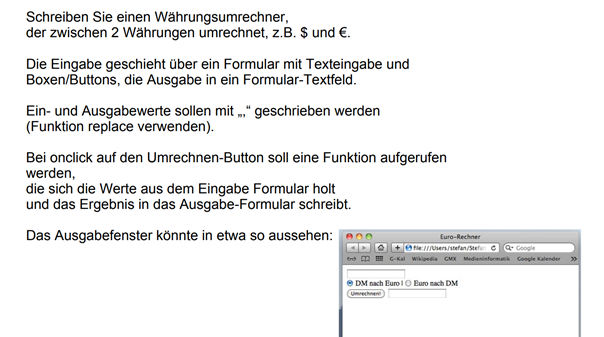 Schreiben Sie einen Währungsumrechner,
der zwischen 2 Währungen umrechnet, z.B. $ und €.
Die Eingabe geschieht über ein Formular mit Texteingabe und
Boxen/Buttons, die Ausgabe in ein Formular-Textfeld.
Ein- und Ausgabewerte sollen mit „,“ geschrieben werden
(Funktion replace verwenden).
Bei onclick auf den Umrechnen-Button soll eine Funktion aufgerufen
werden,
die sich die Werte aus dem Eingabe Formular holt
und das Ergebnis in das Ausgabe-Formular schreibt.
Das Ausgabefenster könnte in etwa so aussehen:
Euro-Rechner
file:///Users/stefan/Stefan Google
G-Kal Wikipedia GMX Medieninformatik Google Kalender
DM nach Euro | Euro nach DM
Umrechnen!